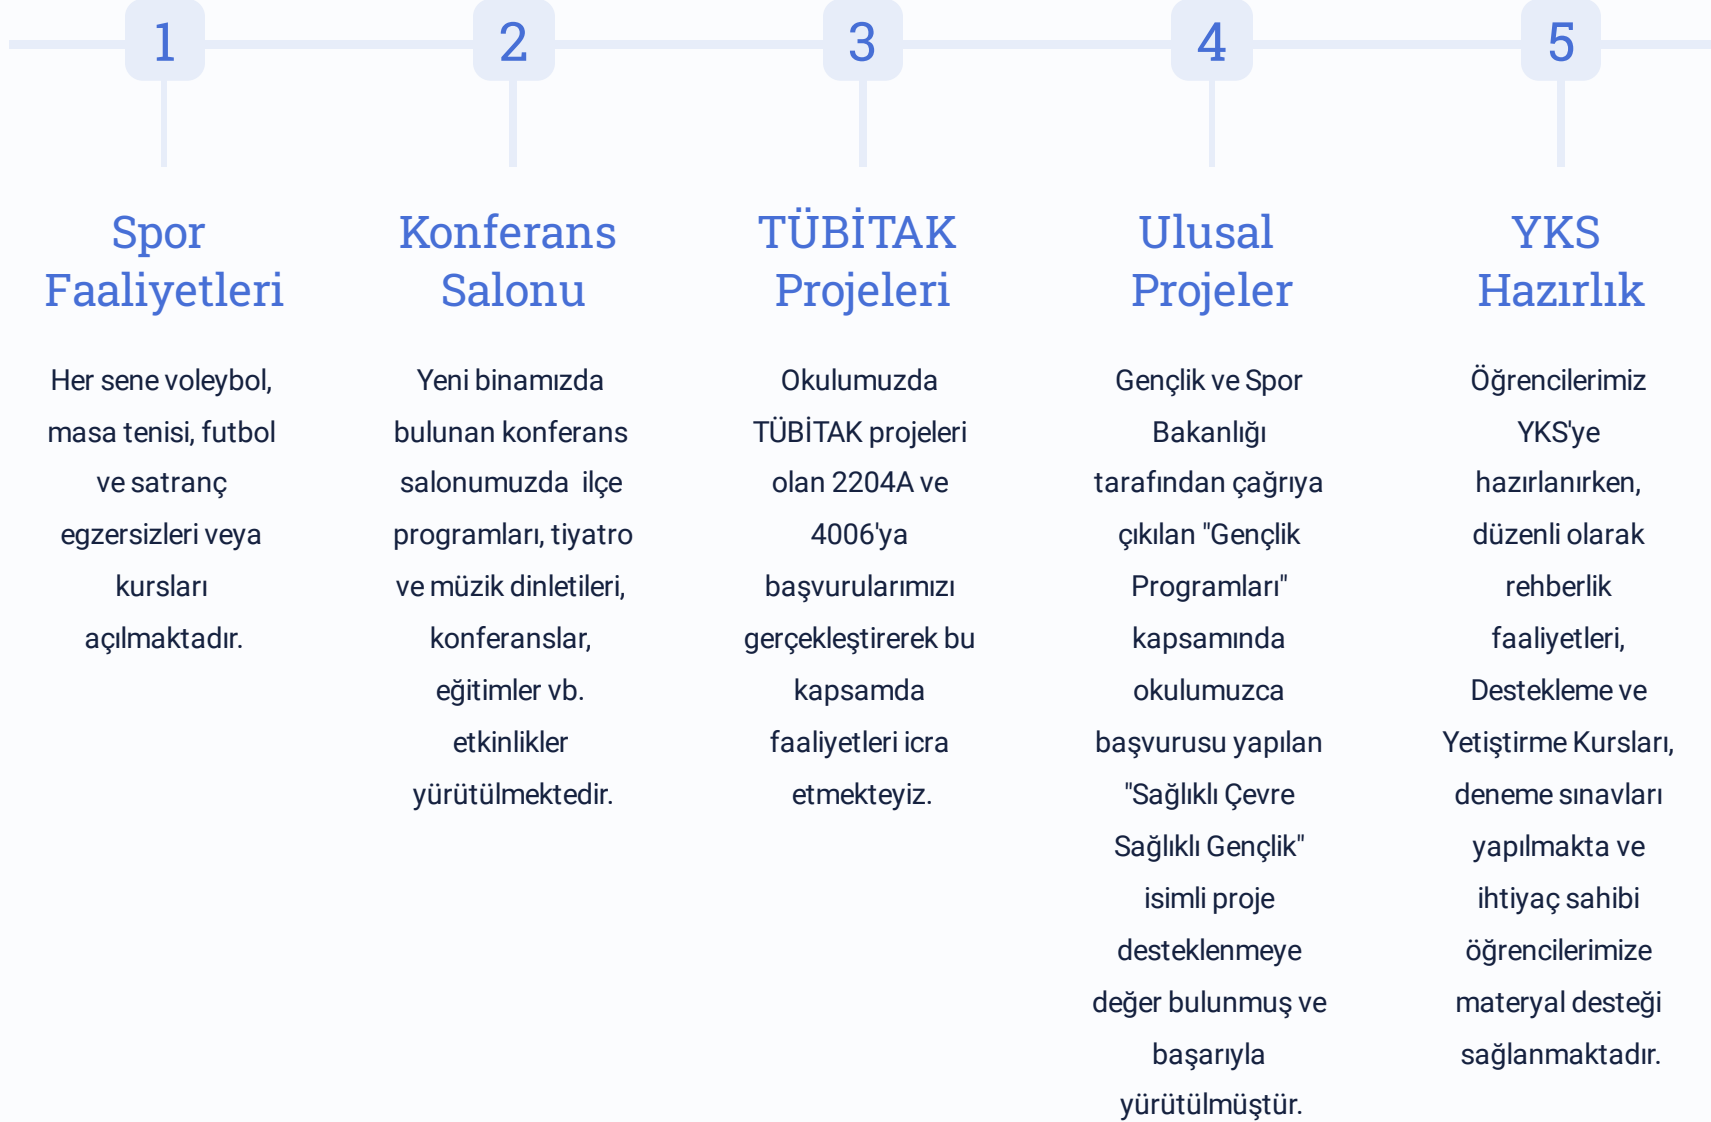 1
Spor
Faaliyetleri
Her sene voleybol,
masa tenisi, futbol
ve satranç
egzersizleri veya
kursları
açılmaktadır.
2
Konferans
Salonu
Yeni binamızda
bulunan konferans
salonumuzda  ilçe
programları, tiyatro
ve müzik dinletileri,
konferanslar,
eğitimler vb.
etkinlikler
yürütülmektedir.
3
TÜBİTAK
Projeleri
Okulumuzda
TÜBİTAK projeleri
olan 2204A ve
4006'ya
başvurularımızı
gerçekleştirerek bu
kapsamda
faaliyetleri icra
etmekteyiz.
4
Ulusal
Projeler
Gençlik ve Spor
Bakanlığı
tarafından çağrıya
çıkılan "Gençlik
Programları"
kapsamında
okulumuzca
başvurusu yapılan
"Sağlıklı Çevre
Sağlıklı Gençlik"
isimli proje
desteklenmeye
değer bulunmuş ve
başarıyla
yürütülmüştür.
5
YKS
Hazırlık
Öğrencilerimiz
YKS'ye
hazırlanırken,
düzenli olarak
rehberlik
faaliyetleri,
Destekleme ve
Yetiştirme Kursları,
deneme sınavları
yapılmakta ve
ihtiyaç sahibi
öğrencilerimize
materyal desteği
sağlanmaktadır.